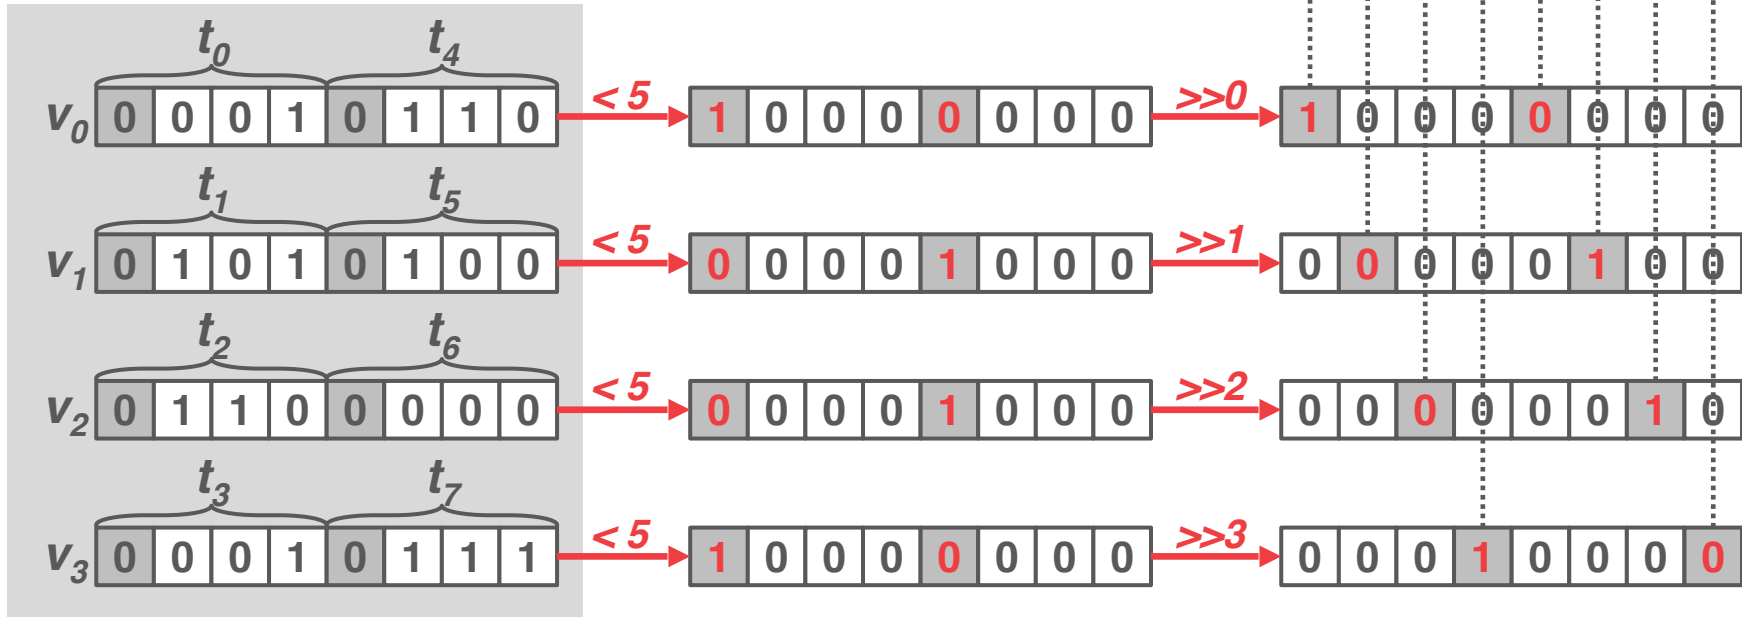 t0 t4
v0 0 0 0 1 0 1 1 0 < 5 1 0 0 0 0 0 0 0 >>0 1 0 0 0 0 0 0 0
t1 t5
v1 0 1 0 1 0 1 0 0 < 5 0 0 0 0 1 0 0 0 >>1 0 0 0 0 0 1 0 0
t2 t6
v2 0 1 1 0 0 0 0 0 < 5 0 0 0 0 1 0 0 0 >>2 0 0 0 0 0 0 1 0
t3 t7
v3 0 0 0 1 0 1 1 1 < 5 1 0 0 0 0 0 0 0 >>3 0 0 0 1 0 0 0 0